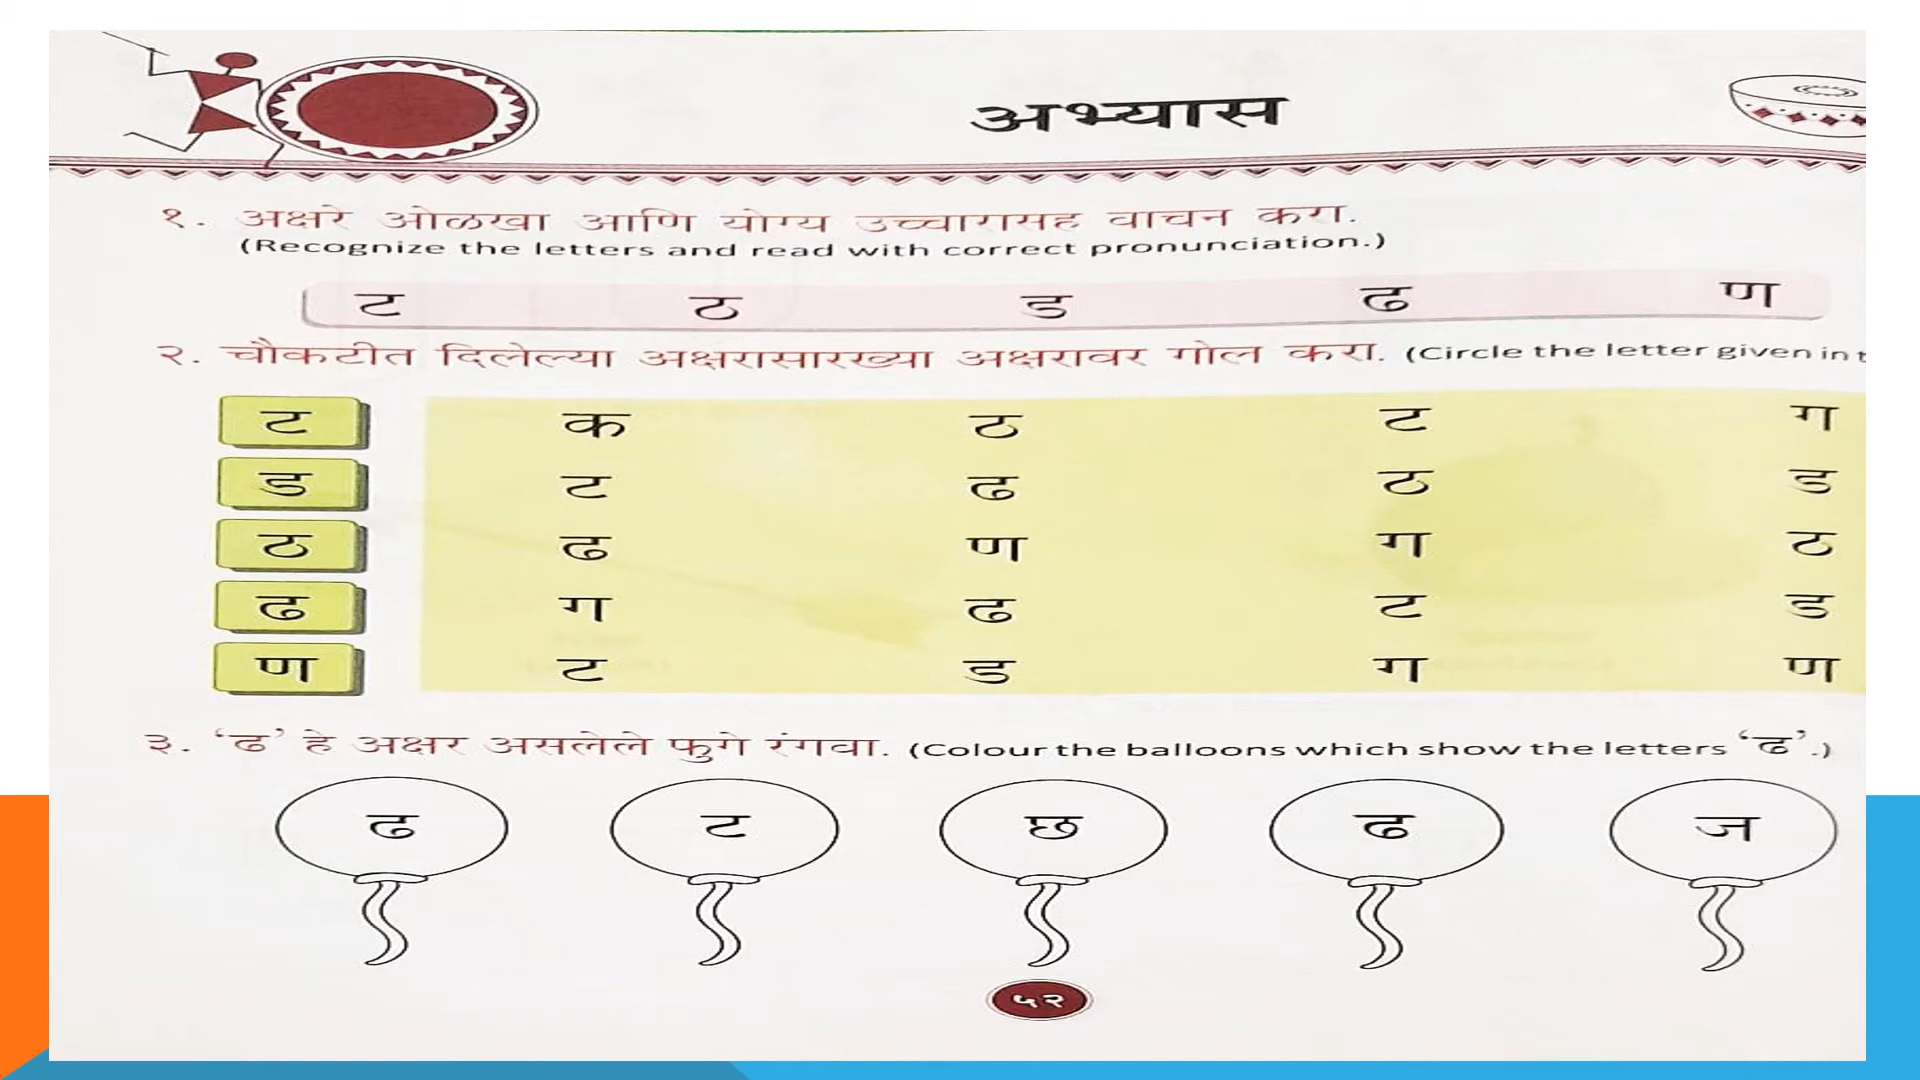 अभ्यास
१. अक्षरे ओळखा आणि योग्य उच्चारासह वाचन करा.
(Recognize the letters and read with correct pronunciation.)
ट ठ ड ढ ण
२. चौकटीत दिलेल्या अक्षरासारख्या अक्षरावर गोल करा. (Circle the letter given in
ट क ठ ट ग
ड ट ढ ठ ड
ठ ढ ण ग ठ
ढ ग ढ ट ड
ण ट ड ग ण
३. ‘ढ’ हे अक्षर असलेले फुगे रंगवा. (Colour the balloons which show the letters ‘ढ’.)
ढ ट छ ढ ज
५२